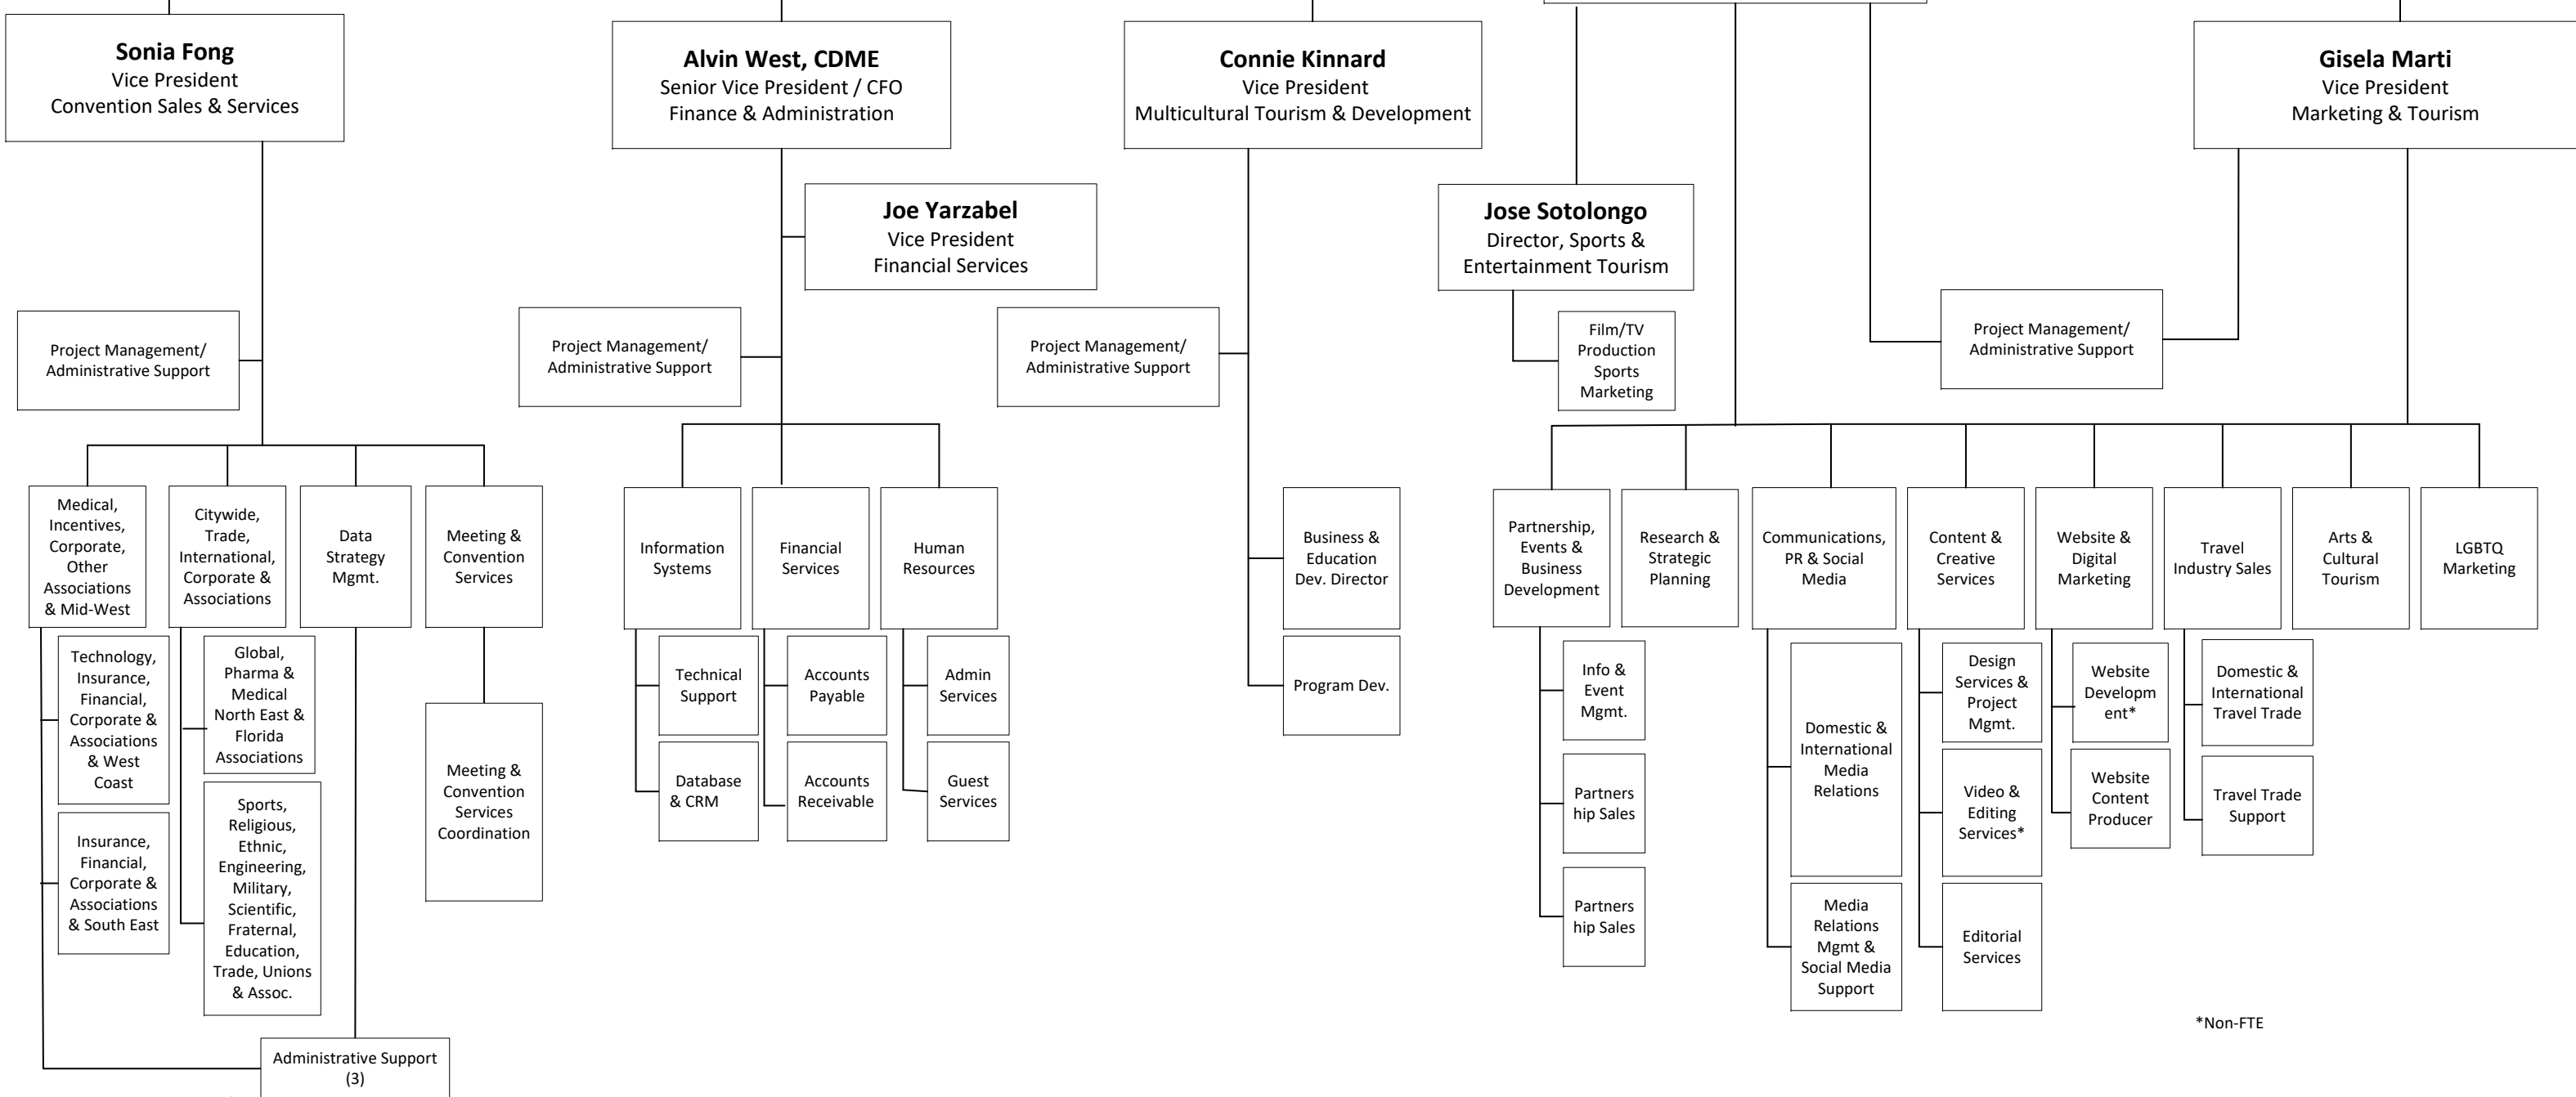 Sonia Fong
Vice President
Convention Sales & Services
Alvin West, CDME
Senior Vice President / CFO
Finance & Administration
Connie Kinnard
Vice President
Multicultural Tourism & Development
Gisela Marti
Vice President
Marketing & Tourism
Joe Yarzabel
Vice President
Financial Services
Jose Sotolongo
Director, Sports &
Entertainment Tourism
Project Management/
Administrative Support
Project Management/
Administrative Support
Project Management/
Administrative Support
Film/TV
Production
Sports
Marketing
Project Management/
Administrative Support
Medical,
Incentives,
Corporate,
Other
Associations
& Mid-West
Citywide,
Trade,
International,
Corporate &
Associations
Data
Strategy
Mgmt.
Meeting &
Convention
Services
Information
Systems
Financial
Services
Human
Resources
Business &
Education
Dev. Director
Partnership,
Events &
Business
Development
Research &
Strategic
Planning
Communications,
PR & Social
Media
Content &
Creative
Services
Website &
Digital
Marketing
Travel
Industry Sales
Arts &
Cultural
Tourism
LGBTQ
Marketing
Technology,
Insurance,
Financial,
Corporate &
Associations
& West
Coast
Global,
Pharma &
Medical
North East &
Florida
Associations
Meeting &
Convention
Services
Coordination
Technical
Support
Accounts
Payable
Admin
Services
Program Dev.
Info &
Event
Mgmt.
Domestic &
International
Media
Relations
Design
Services &
Project
Mgmt.
Website
Developm
ent*
Domestic &
International
Travel Trade
Insurance,
Financial,
Corporate &
Associations
& South East
Sports,
Religious,
Ethnic,
Engineering,
Military,
Scientific,
Fraternal,
Education,
Trade, Unions
& Assoc.
Database
& CRM
Accounts
Receivable
Guest
Services
Partners
hip Sales
Video &
Editing
Services*
Website
Content
Producer
Travel Trade
Support
Partners
hip Sales
Media
Relations
Mgmt &
Social Media
Support
Editorial
Services
*Non-FTE
Administrative Support
(3)